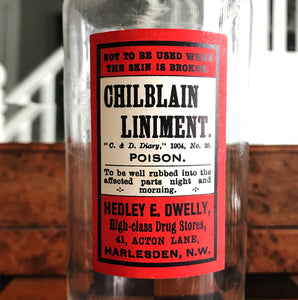 NOT TO BE USED WHEN
THE SKIN IS BROKEN.
CHILBLAIN
LINIMENT.
"C. & D. Diary," 1904, No. 28.
POISON.
To be well rubbed into the
affected parts night and
morning.
HEDLEY E. DWELLY,
High-class Drug Stores,
41, ACTON LANE,
HARLESDEN, N.W.